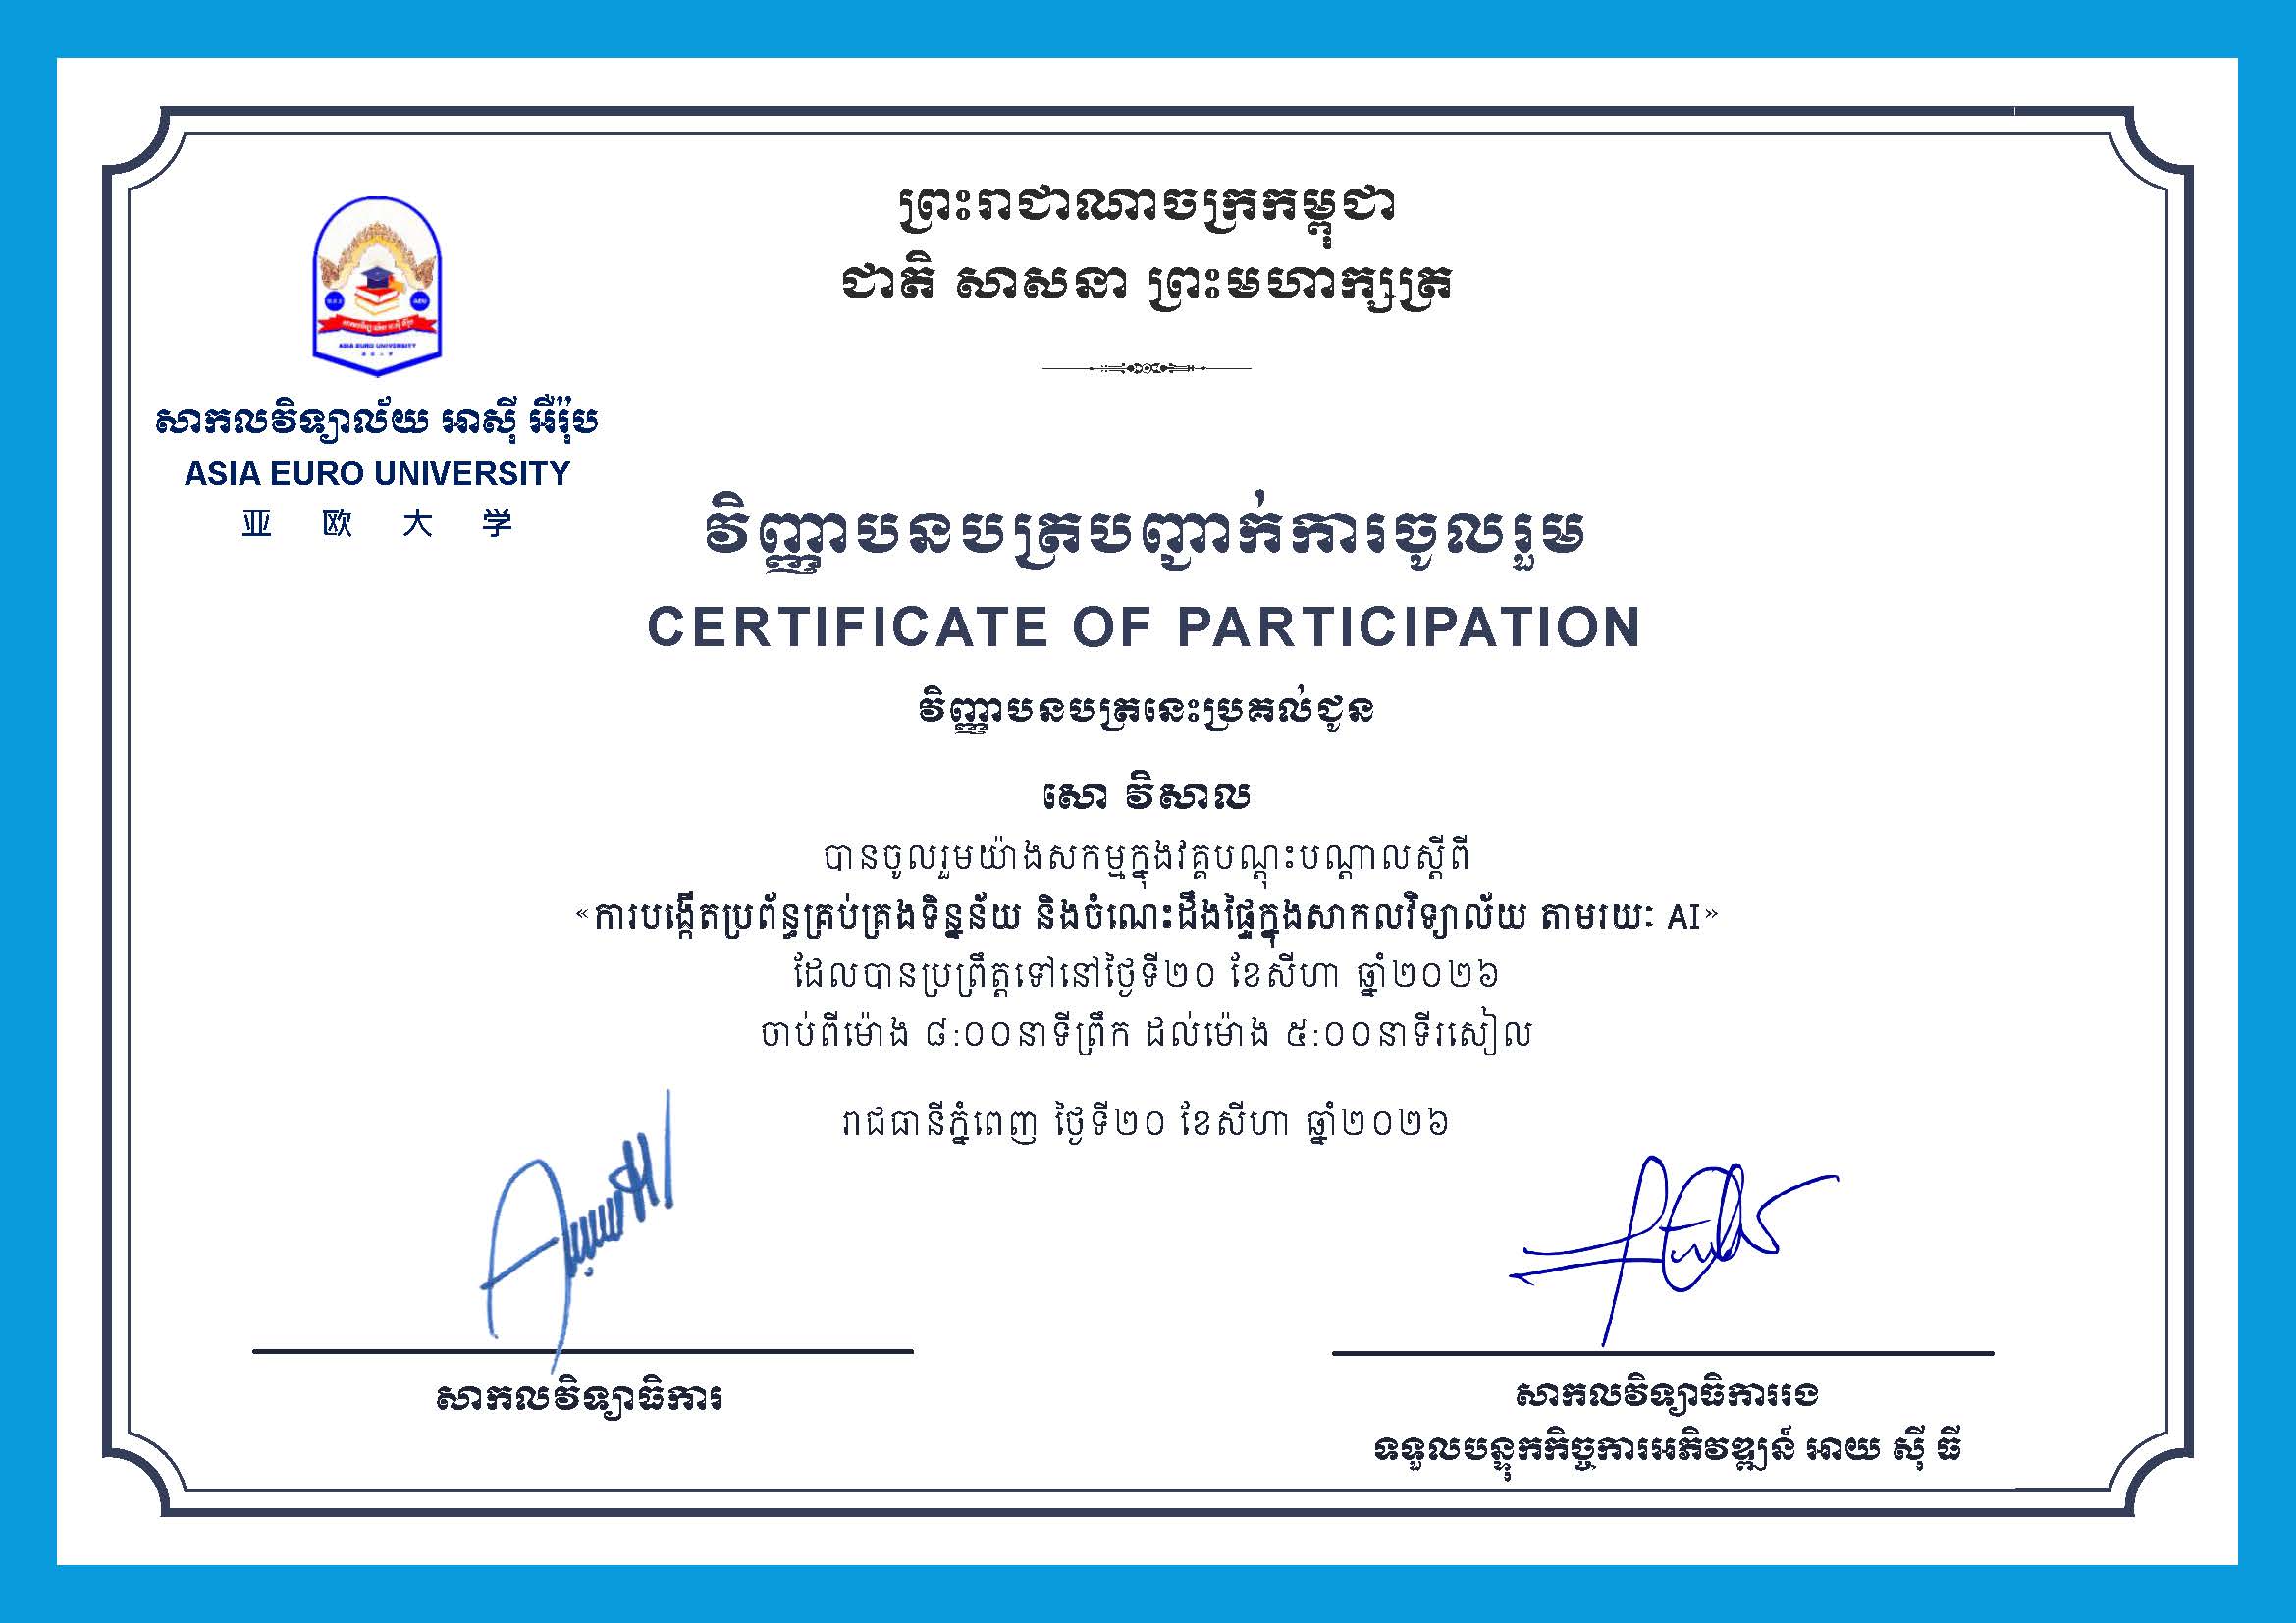 ព្រះរាជាណាចក្រកម្ពុជា
ជាតិ សាសនា ព្រះមហាក្សត្រ
ASIA EURO UNIVERSITY
សាកលវិទ្យាល័យ អាស៊ី អឺរ៉ុប
ASIA EURO UNIVERSITY
亚 欧 大 学
វិញ្ញាបនបត្របញ្ជាក់ការចូលរួម
CERTIFICATE OF PARTICIPATION
វិញ្ញាបនបត្រនេះប្រគល់ជូន
សោ វិសាល
បានចូលរួមយ៉ាងសកម្មក្នុងវគ្គបណ្តុះបណ្តាលស្តីពី
«ការបង្កើតប្រព័ន្ធគ្រប់គ្រងទិន្នន័យ និងចំណេះដឹងផ្ទៃក្នុងសាកលវិទ្យាល័យ តាមរយៈ AI»
ដែលបានប្រព្រឹត្តទៅនៅថ្ងៃទី២០ ខែសីហា ឆ្នាំ២០២៦
ចាប់ពីម៉ោង ៨:០០នាទីព្រឹក ដល់ម៉ោង ៥:០០នាទីរសៀល
រាជធានីភ្នំពេញ ថ្ងៃទី២០ ខែសីហា ឆ្នាំ២០២៦
សាកលវិទ្យាធិការ
សាកលវិទ្យាធិការរង
ទទួលបន្ទុកកិច្ចការអភិវឌ្ឍន៍ អាយ ស៊ី ធី